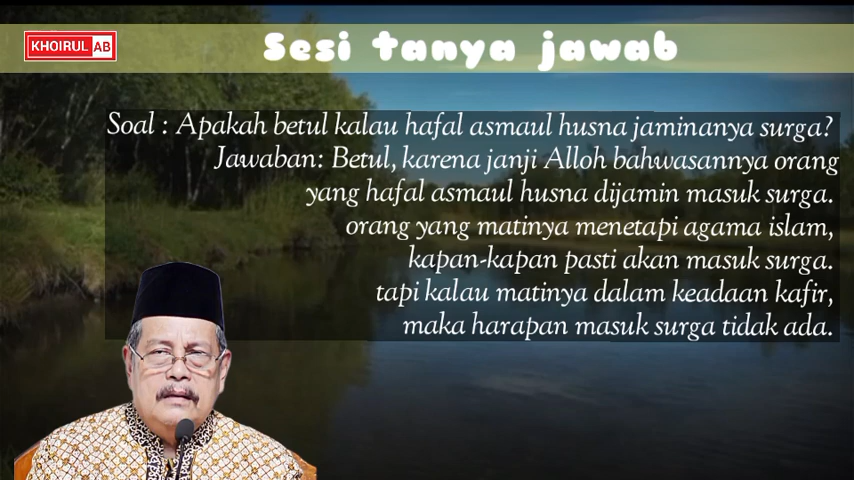 KHOIRUL AB
Sesi tanya jawab
Soal : Apakah betul kalau hafal asmaul husna jaminanya surga?
Jawaban: Betul, karena janji Alloh bahwasannya orang
yang hafal asmaul husna dijamin masuk surga.
orang yang matinya menetapi agama islam,
kapan-kapan pasti akan masuk surga.
tapi kalau matinya dalam keadaan kafir,
maka harapan masuk surga tidak ada.